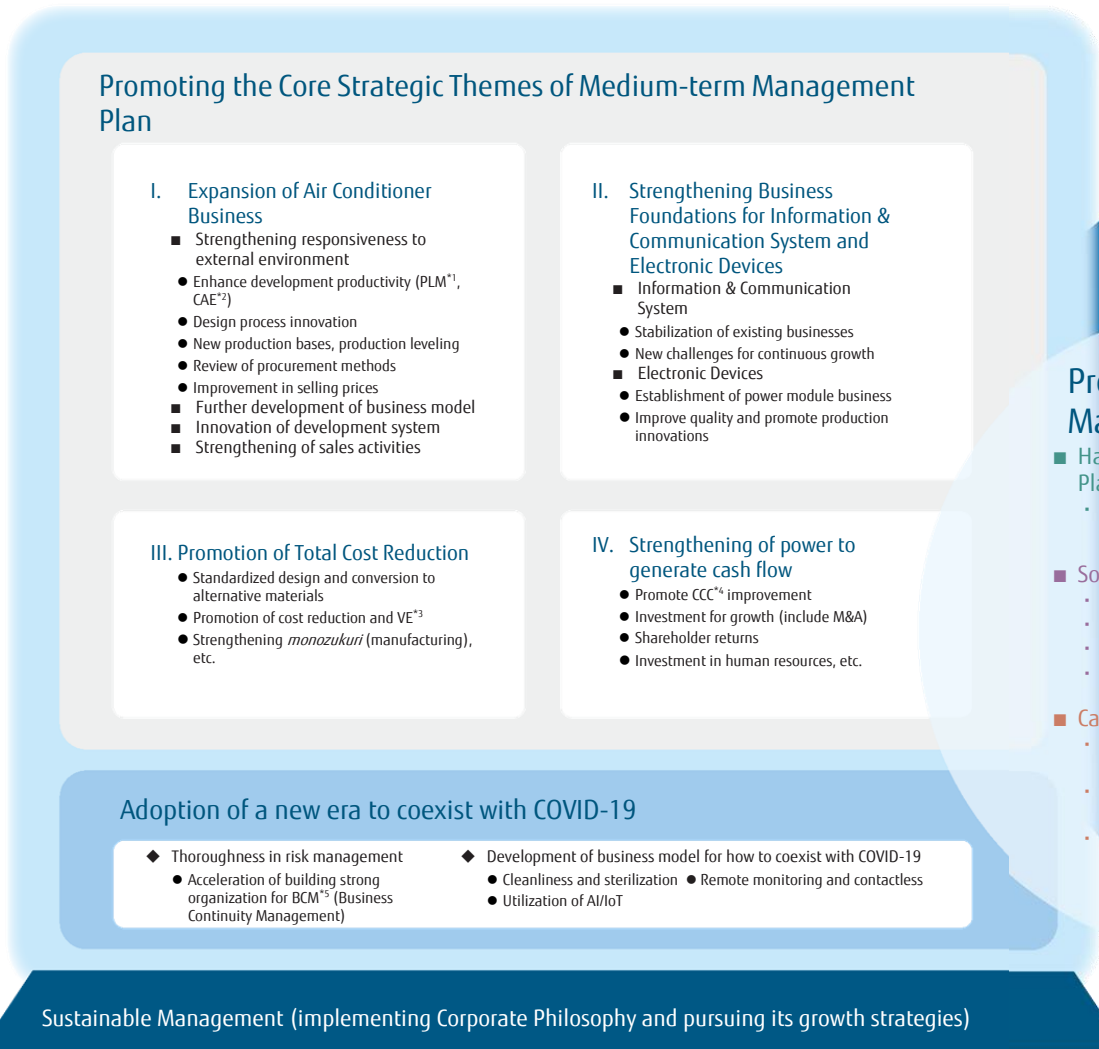 Promoting the Core Strategic Themes of Medium-term Management
Plan
I. Expansion of Air Conditioner
Business
■ Strengthening responsiveness to
external environment
● Enhance development productivity (PLM*1,
CAE*2)
● Design process innovation
● New production bases, production leveling
● Review of procurement methods
● Improvement in selling prices
■ Further development of business model
■ Innovation of development system
■ Strengthening of sales activities
II. Strengthening Business
Foundations for Information &
Communication System and
Electronic Devices
■ Information & Communication
System
● Stabilization of existing businesses
● New challenges for continuous growth
■ Electronic Devices
● Establishment of power module business
● Improve quality and promote production
innovations
III. Promotion of Total Cost Reduction
● Standardized design and conversion to
alternative materials
● Promotion of cost reduction and VE*3
● Strengthening monozukuri (manufacturing),
etc.
IV. Strengthening of power to
generate cash flow
● Promote CCC*4 improvement
● Investment for growth (include M&A)
● Shareholder returns
● Investment in human resources, etc.
Adoption of a new era to coexist with COVID-19
◆ Thoroughness in risk management
● Acceleration of building strong
organization for BCM*5 (Business
Continuity Management)
◆ Development of business model for how to coexist with COVID-19
● Cleanliness and sterilization ● Remote monitoring and contactless
● Utilization of AI/IoT
Sustainable Management (implementing Corporate Philosophy and pursuing its growth strategies)